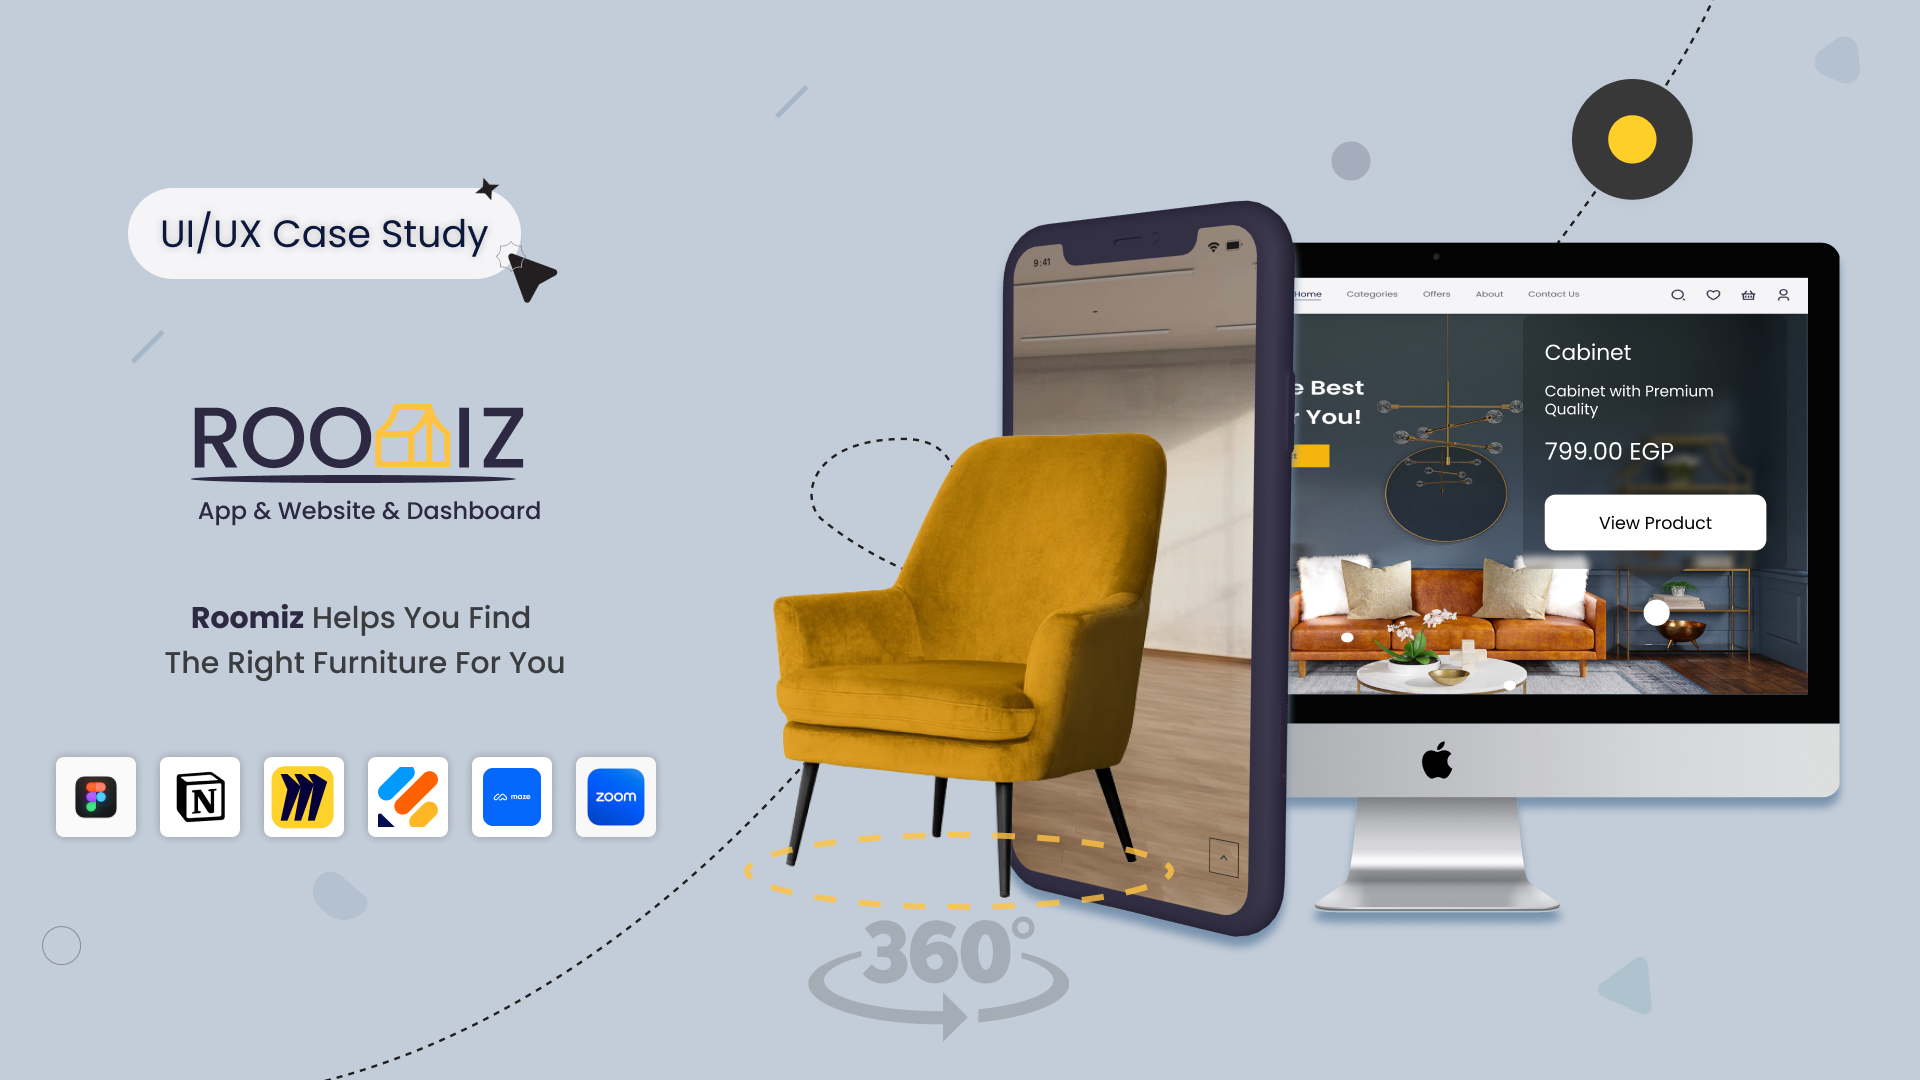 UI/UX Case Study
ROOMIZ
App & Website & Dashboard
Roomiz Helps You Find
The Right Furniture For You
N
maze
zoom
9:41
360°
Home Categories Offers About Contact Us
e Best
r You!
Cabinet
Cabinet with Premium
Quality
799.00 EGP
View Product